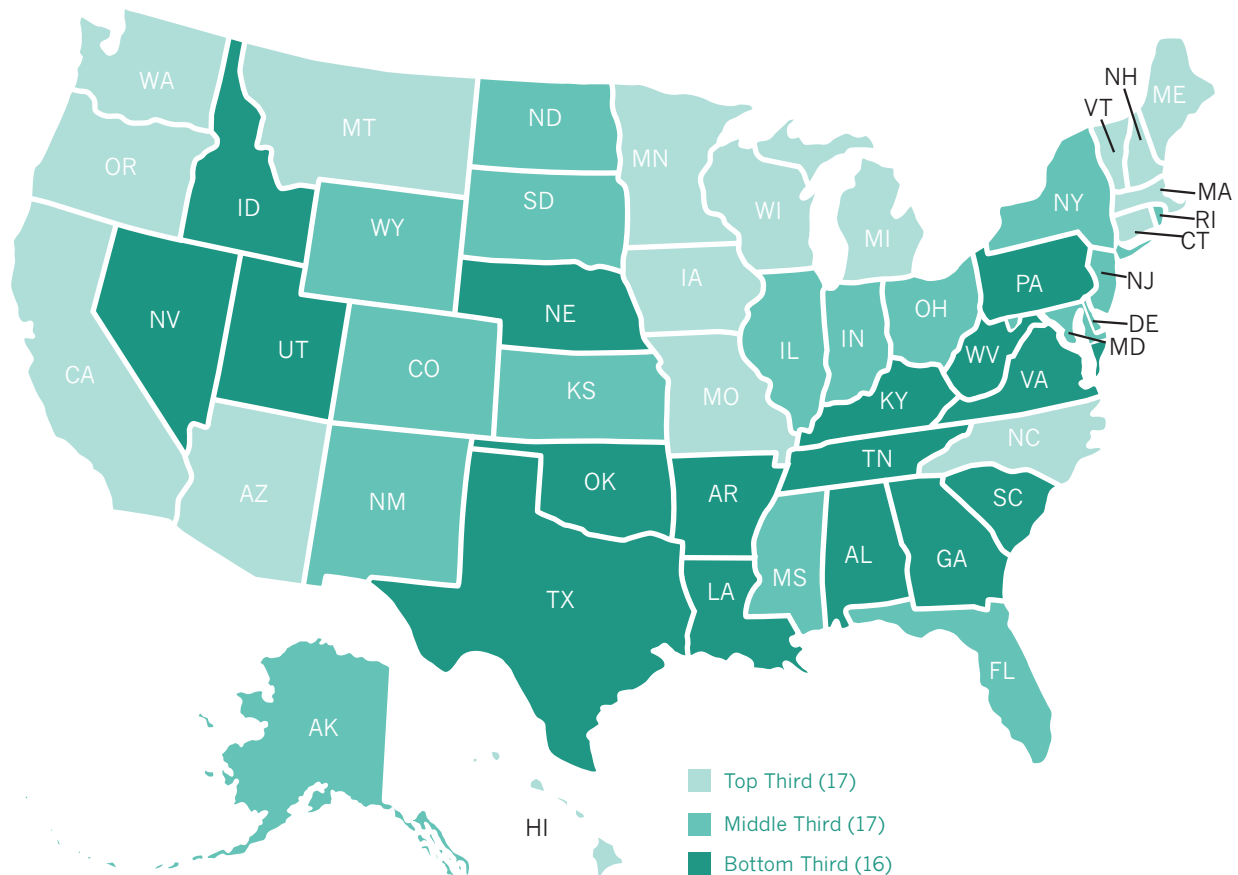 WA
MT
ND
MN
OR
ID
WY
SD
WI
MI
NH
VT
ME
NY
MA
RI
CT
NV
UT
CA
CO
NE
IA
KS
MO
IL
IN
OH
PA
NJ
DE
MD
WV
VA
KY
AZ
NM
OK
AR
TN
NC
SC
TX
LA
MS
AL
GA
FL
AK
HI
Top Third (17)
Middle Third (17)
Bottom Third (16)